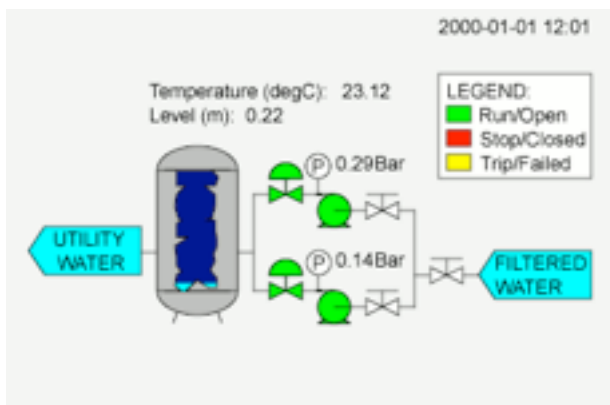 2000-01-01 12:01
Temperature (degC): 23.12
Level (m): 0.22
LEGEND:
Run/Open
Stop/Closed
Trip/Failed
P 0.29Bar
UTILITY
WATER
P 0.14Bar
FILTERED
WATER